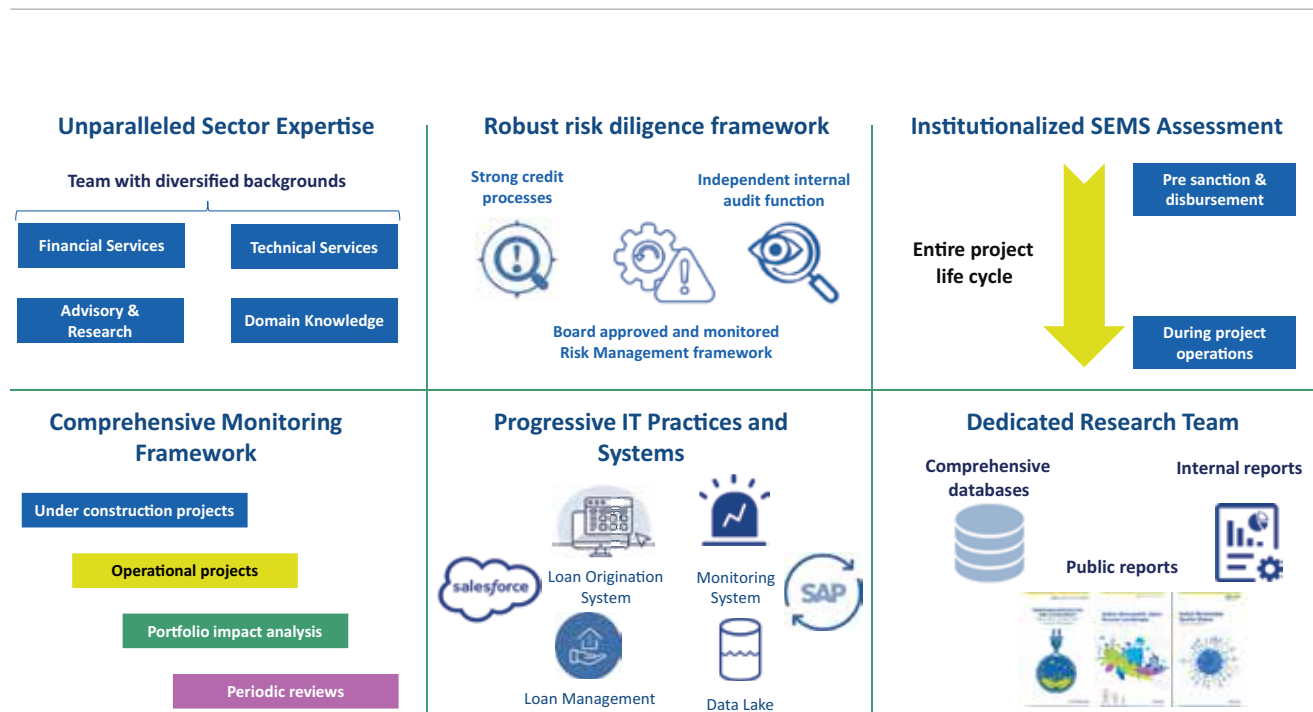 Unparalleled Sector Expertise
Team with diversified backgrounds
Financial Services
Technical Services
Advisory &
Research
Domain Knowledge
Robust risk diligence framework
Strong credit
processes
Independent internal
audit function
Board approved and monitored
Risk Management framework
Institutionalized SEMS Assessment
Pre sanction &
disbursement
Entire project
life cycle
During project
operations
Comprehensive Monitoring
Framework
Under construction projects
Operational projects
Portfolio impact analysis
Periodic reviews
Progressive IT Practices and
Systems
salesforce
Loan Origination
System
Monitoring
System
SAP
Loan Management
Data Lake
Dedicated Research Team
Comprehensive
databases
Internal reports
Public reports